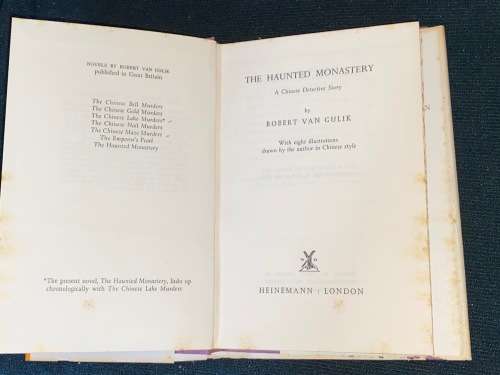 NOVELS BY ROBERT VAN GULIK
published in Great Britain
The Chinese Bell Murders
The Chinese Gold Murders
The Chinese Lake Murders*
The Chinese Nail Murders
The Chinese Maze Murders
The Emperor's Pearl
The Haunted Monastery
*The present novel, The Haunted Monastery, links up
chronologically with The Chinese Lake Murders
THE HAUNTED MONASTERY
A Chinese Detective Story
by
ROBERT VAN GULIK
With eight illustrations
drawn by the author in Chinese style
HEINEMANN : LONDON